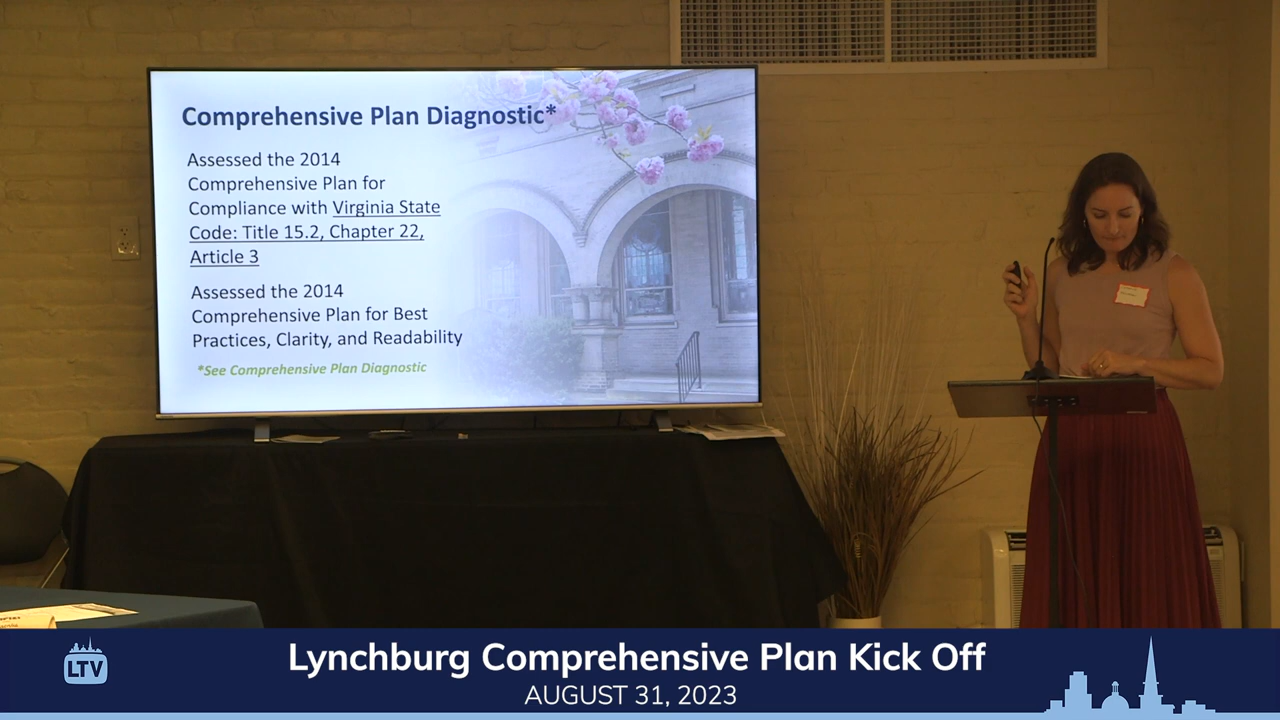 Comprehensive Plan Diagnostic*
Assessed the 2014
Comprehensive Plan for
Compliance with Virginia State
Code: Title 15.2, Chapter 22,
Article 3
Assessed the 2014
Comprehensive Plan for Best
Practices, Clarity, and Readability
*See Comprehensive Plan Diagnostic
LTV
Lynchburg Comprehensive Plan Kick Off
AUGUST 31, 2023